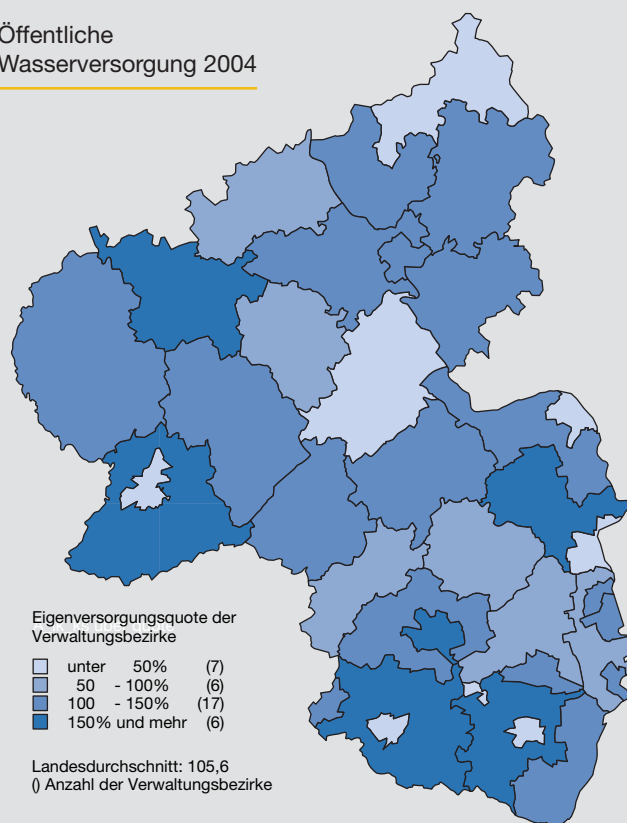 Öffentliche
Wasserversorgung 2004
Eigenversorgungsquote der
Verwaltungsbezirke
unter 50% (7)
50 - 100% (6)
100 - 150% (17)
150% und mehr (6)
Landesdurchschnitt: 105,6
() Anzahl der Verwaltungsbezirke